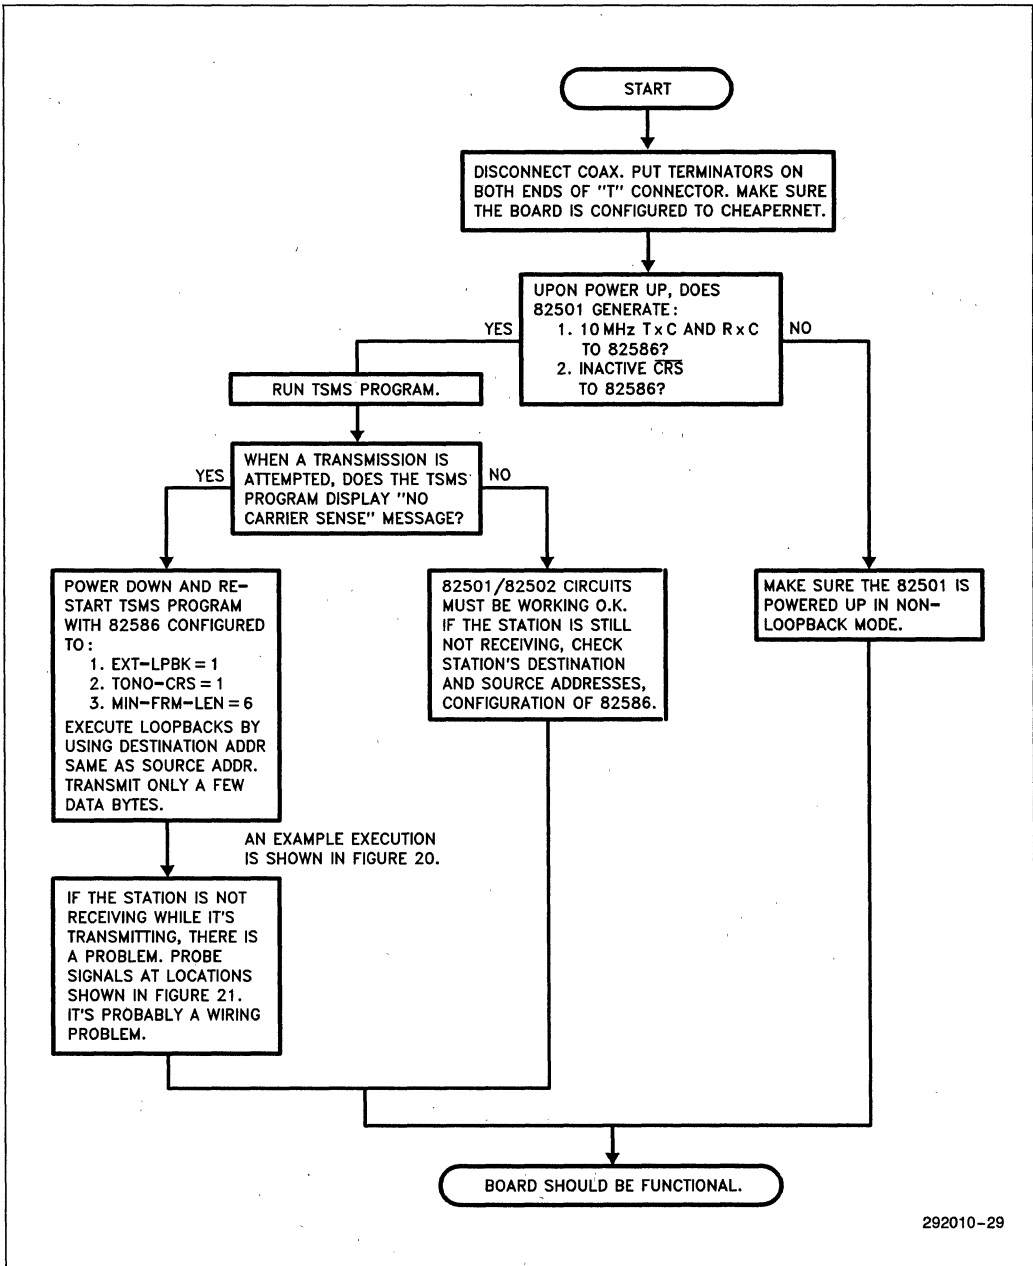 START
DISCONNECT COAX. PUT TERMINATORS ON
BOTH ENDS OF "T" CONNECTOR. MAKE SURE
THE BOARD IS CONFIGURED TO CHEAPERNET.
UPON POWER UP, DOES
82501 GENERATE:
1. 10 MHz TxC AND RxC
TO 82586?
2. INACTIVE C̅R̅S̅
TO 82586?
YES
NO
RUN TSMS PROGRAM.
WHEN A TRANSMISSION IS
ATTEMPTED, DOES THE TSMS
PROGRAM DISPLAY "NO
CARRIER SENSE" MESSAGE?
YES
NO
POWER DOWN AND RE-
START TSMS PROGRAM
WITH 82586 CONFIGURED
TO:
1. EXT-LPBK = 1
2. TONO-CRS = 1
3. MIN-FRM-LEN = 6
EXECUTE LOOPBACKS BY
USING DESTINATION ADDR
SAME AS SOURCE ADDR.
TRANSMIT ONLY A FEW
DATA BYTES.
82501/82502 CIRCUITS
MUST BE WORKING O.K.
IF THE STATION IS STILL
NOT RECEIVING, CHECK
STATION'S DESTINATION
AND SOURCE ADDRESSES,
CONFIGURATION OF 82586.
MAKE SURE THE 82501 IS
POWERED UP IN NON-
LOOPBACK MODE.
AN EXAMPLE EXECUTION
IS SHOWN IN FIGURE 20.
IF THE STATION IS NOT
RECEIVING WHILE IT'S
TRANSMITTING, THERE IS
A PROBLEM. PROBE
SIGNALS AT LOCATIONS
SHOWN IN FIGURE 21.
IT'S PROBABLY A WIRING
PROBLEM.
BOARD SHOULD BE FUNCTIONAL.
292010-29